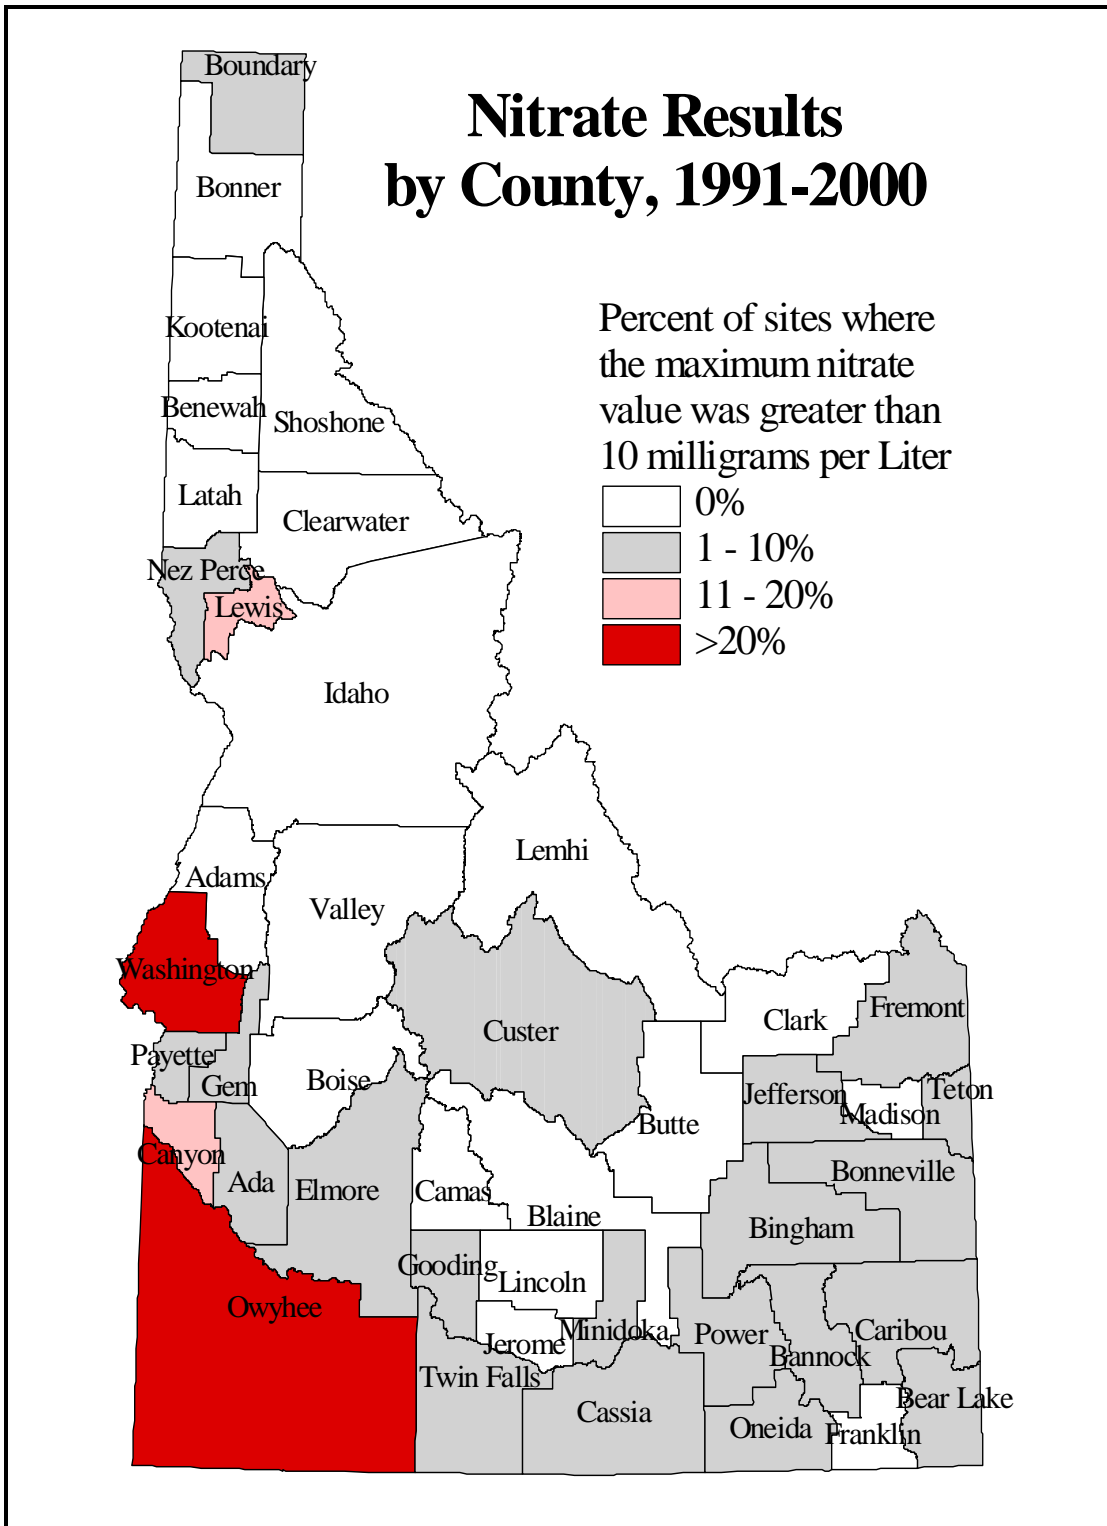 Nitrate Results
by County, 1991-2000
Percent of sites where
the maximum nitrate
value was greater than
10 milligrams per Liter
0%
1 - 10%
11 - 20%
>20%
Boundary
Bonner
Kootenai
Benewah
Shoshone
Latah
Clearwater
Nez Perce
Lewis
Idaho
Lemhi
Adams
Valley
Washington
Custer
Clark
Fremont
Payette
Gem
Boise
Jefferson
Madison
Teton
Butte
Canyon
Ada
Elmore
Camas
Blaine
Bonneville
Bingham
Gooding
Lincoln
Owyhee
Jerome
Minidoka
Power
Bannock
Caribou
Twin Falls
Cassia
Oneida
Franklin
Bear Lake